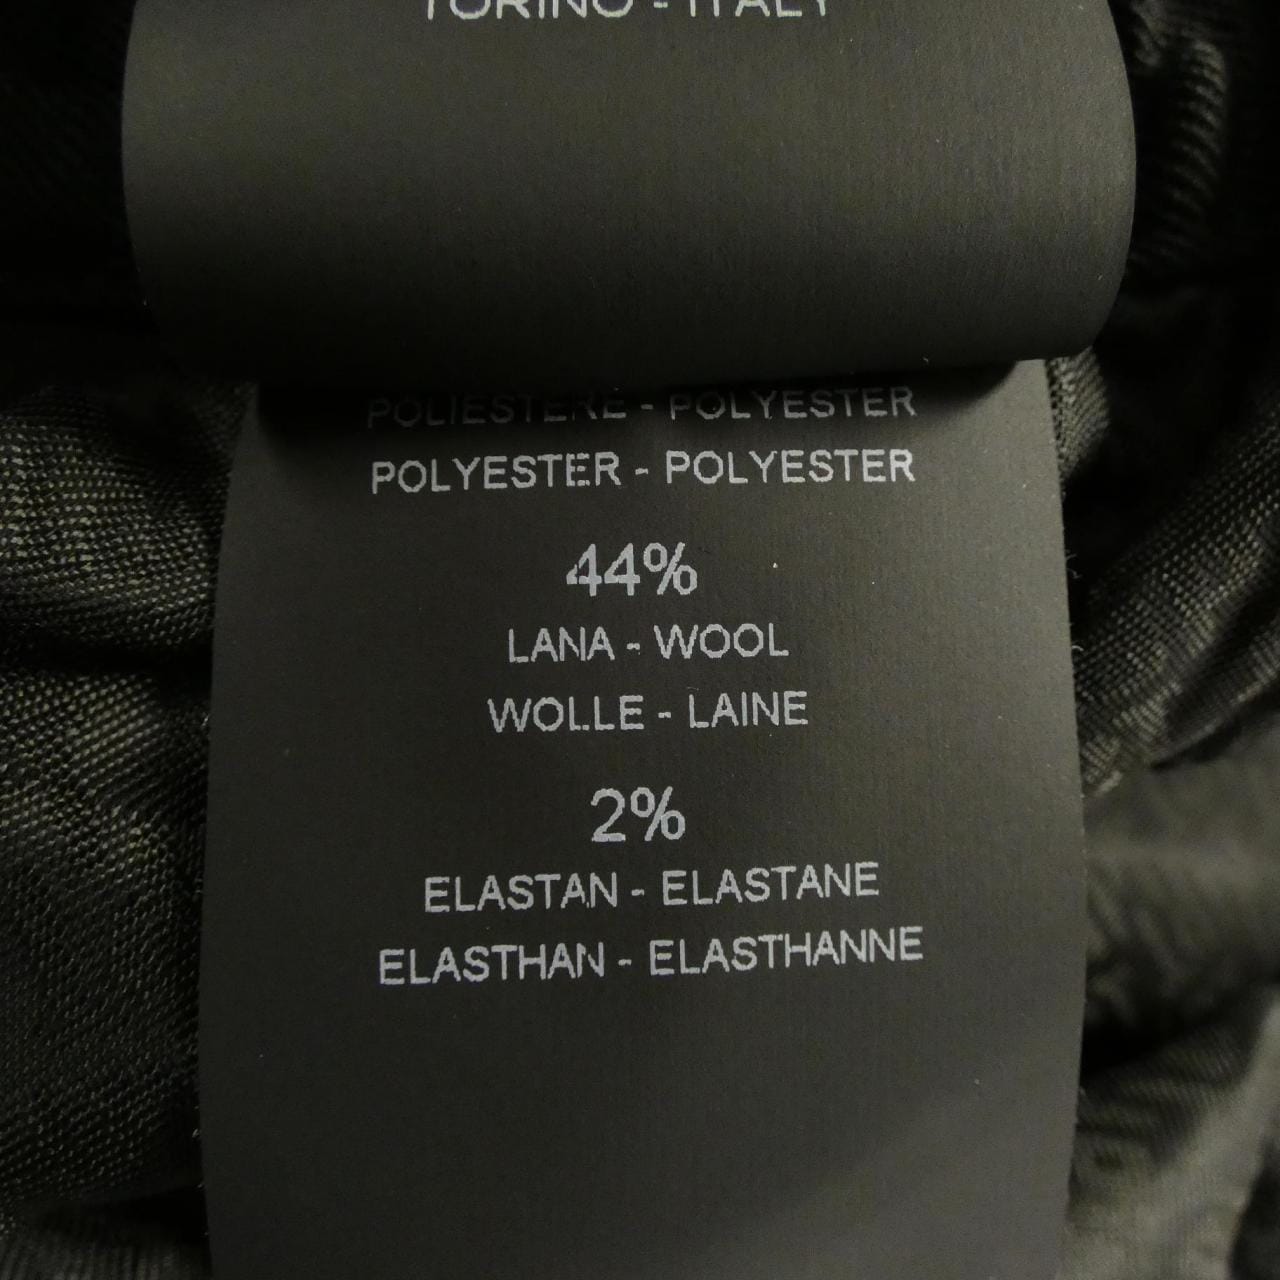 TORINO - ITALY
POLIESTERE - POLYESTER
POLYESTER - POLYESTER
44%
LANA - WOOL
WOLLE - LAINE
2%
ELASTAN - ELASTANE
ELASTHAN - ELASTHANNE